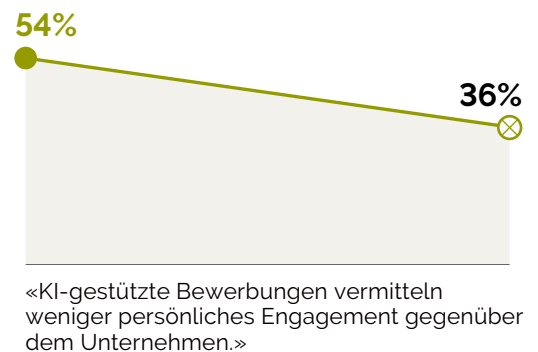 54%
36%
«KI-gestützte Bewerbungen vermitteln
weniger persönliches Engagement gegenüber
dem Unternehmen.»